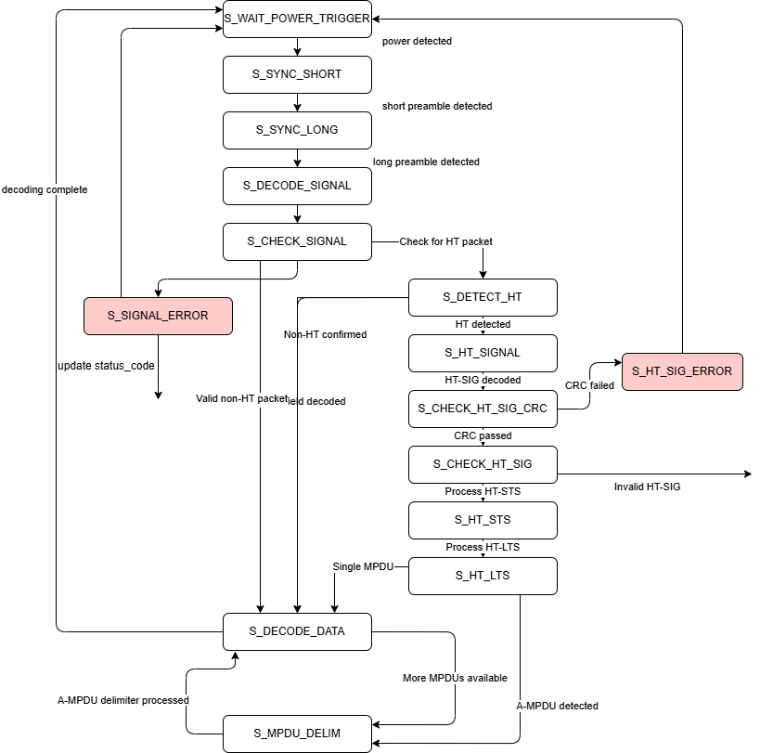 S_WAIT_POWER_TRIGGER
power detected
S_SYNC_SHORT
short preamble detected
S_SYNC_LONG
long preamble detected
S_DECODE_SIGNAL
decoding complete
S_CHECK_SIGNAL
Check for HT packet
S_DETECT_HT
S_SIGNAL_ERROR
HT detected
Non-HT confirmed
S_HT_SIGNAL
update status_code
S_HT_SIG_ERROR
HT-SIG decoded
CRC failed
Valid non-HT packet
decoded
S_CHECK_HT_SIG_CRC
CRC passed
S_CHECK_HT_SIG
Invalid HT-SIG
Process HT-STS
S_HT_STS
Process HT-LTS
Single MPDU
S_HT_LTS
S_DECODE_DATA
More MPDUs available
A-MPDU delimiter processed
A-MPDU detected
S_MPDU_DELIM